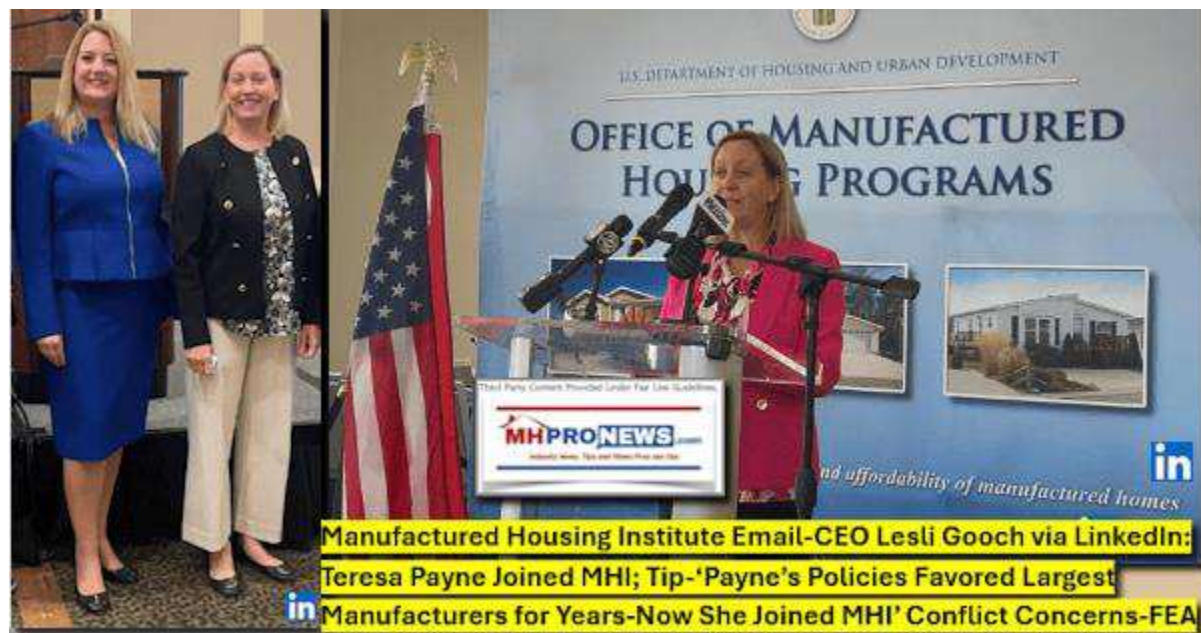 U.S. DEPARTMENT OF HOUSING AND URBAN DEVELOPMENT
OFFICE OF MANUFACTURED
HOU G PROGRAMS
Third Party Content Provided Under Fair Use Guidelines.
MHPRONEWS.com
Industry News, Tips and Views Pros can Use
nd affordability of manufactured homes
in
in
Manufactured Housing Institute Email-CEO Lesli Gooch via LinkedIn:
Teresa Payne Joined MHI; Tip-‘Payne’s Policies Favored Largest
Manufacturers for Years-Now She Joined MHI’ Conflict Concerns-FEA